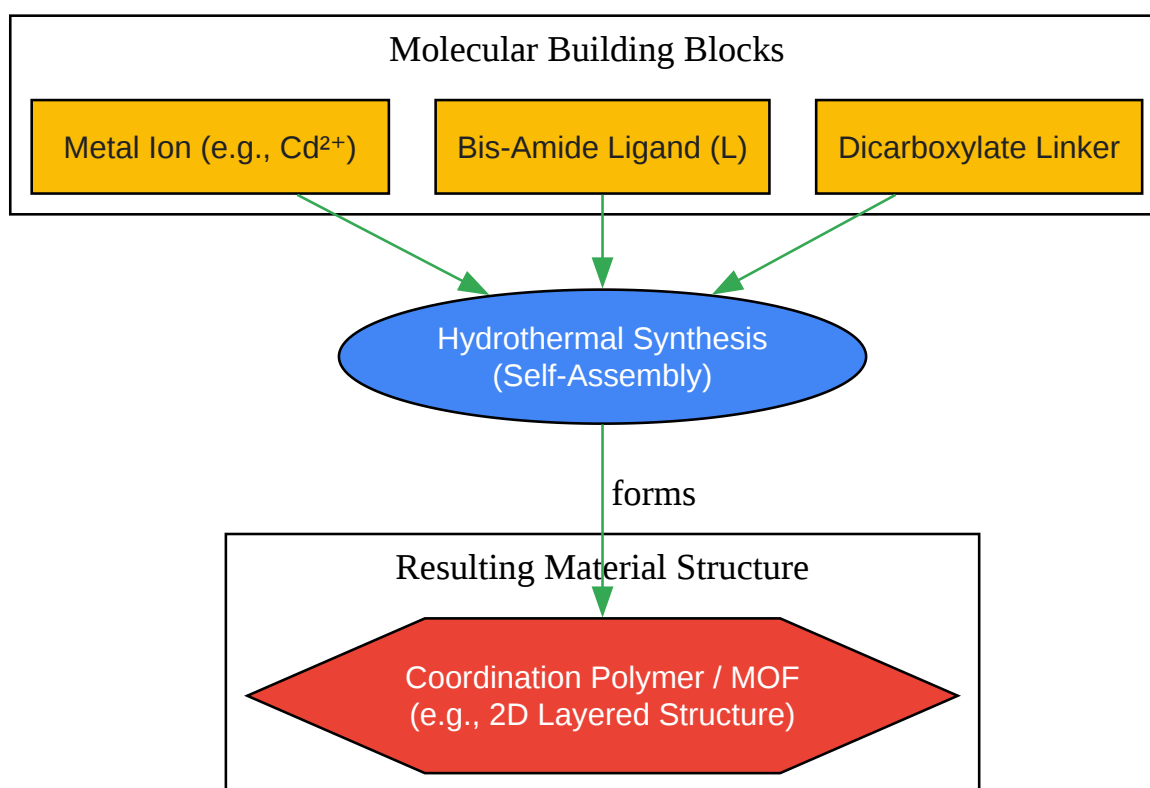 Molecular Building Blocks
Metal Ion (e.g., Cd²⁺)
Bis-Amide Ligand (L)
Dicarboxylate Linker
Hydrothermal Synthesis
(Self-Assembly)
forms
Resulting Material Structure
Coordination Polymer / MOF
(e.g., 2D Layered Structure)